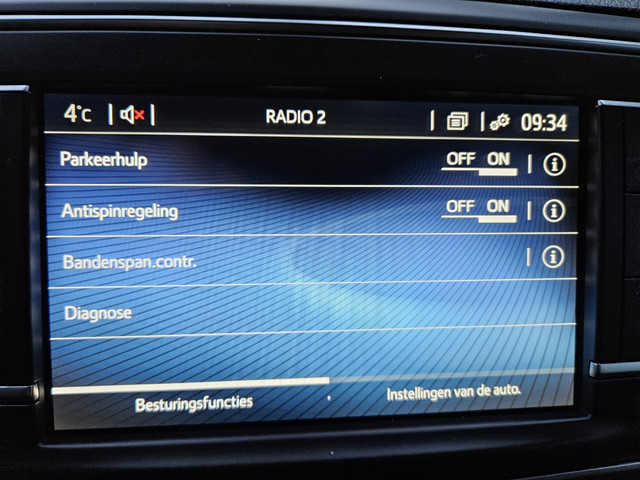 4°C RADIO 2 09:34
Parkeerhulp OFF ON
Antispinregeling OFF ON
Bandenspan.contr.
Diagnose
Besturingsfuncties Instellingen van de auto.